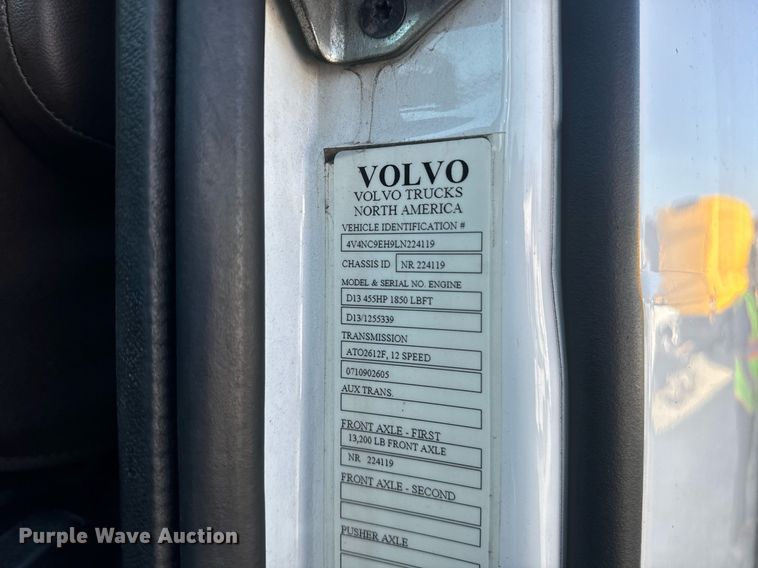 VOLVO
VOLVO TRUCKS
NORTH AMERICA
VEHICLE IDENTIFICATION #
4V4NC9EH9LN224119
CHASSIS ID NR 224119
MODEL & SERIAL NO. ENGINE
D13 455HP 1850 LBFT
D13/1255339
TRANSMISSION
ATO2612F, 12 SPEED
0710902605
AUX TRANS.
FRONT AXLE - FIRST
13,200 LB FRONT AXLE
NR 224119
FRONT AXLE - SECOND
PUSHER AXLE
Purple Wave Auction